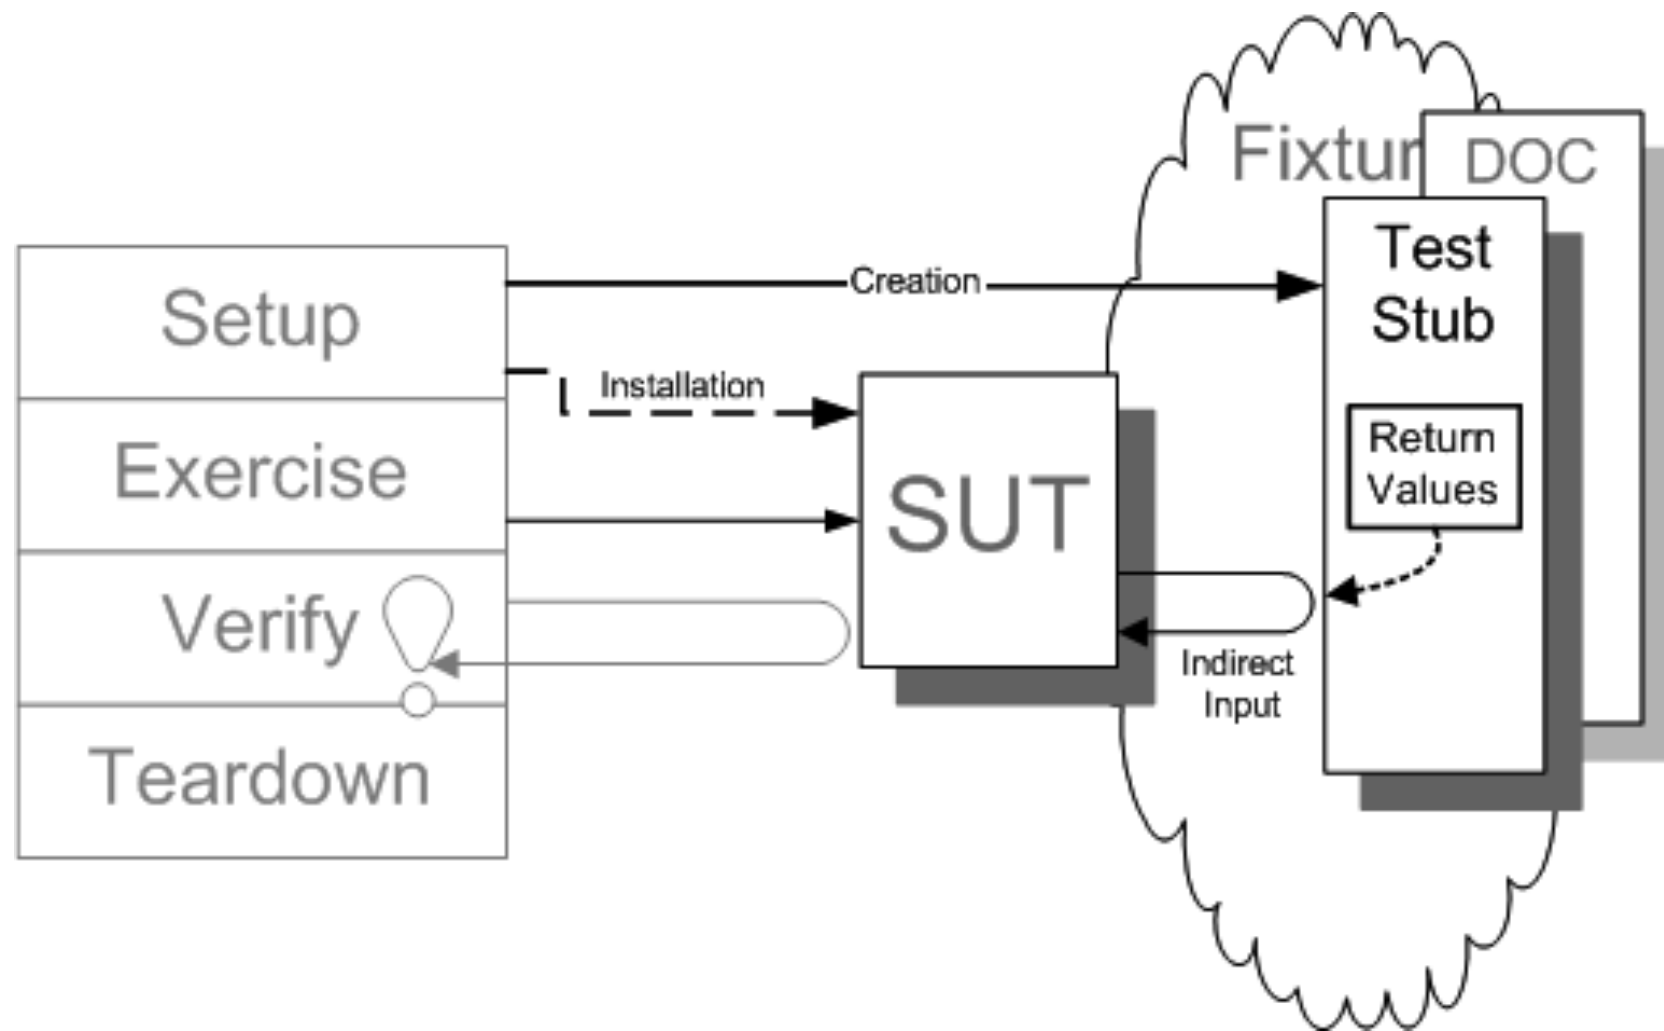 Fixtur
DOC
Test
Stub
Setup
Creation
Installation
Return
Values
Exercise
SUT
Verify
Indirect
Input
Teardown